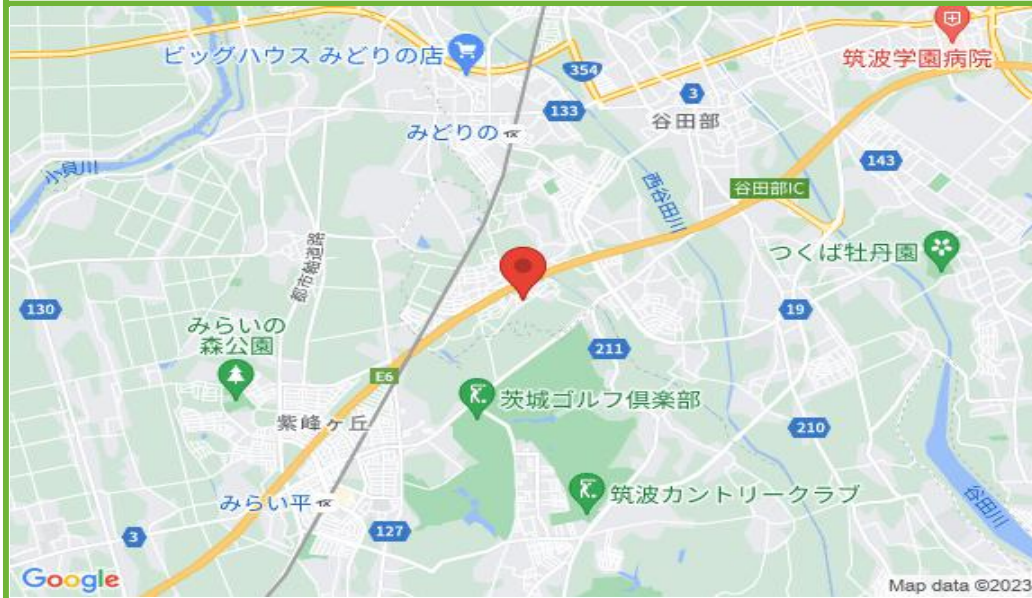 ビッグハウス みどりの店
筑波学園病院
354
3
133
谷田部
みどりの
143
小貝川
谷田部IC
西谷田川
つくば牡丹園
都市軸道路
130
19
みらいの
森公園
211
E6
茨城ゴルフ倶楽部
紫峰ヶ丘
210
筑波カントリークラブ
みらい平
127
谷田川
3
Google
Map data ©2023